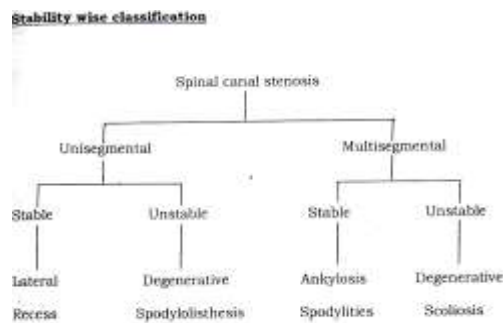 Stability wise classification
Spinal canal stenosis
Unisegmental Multisegmental
Stable Unstable Stable Unstable
Lateral Degenerative Ankylosis Degenerative
Recess Spodylolisthesis Spodylities Scoliosis